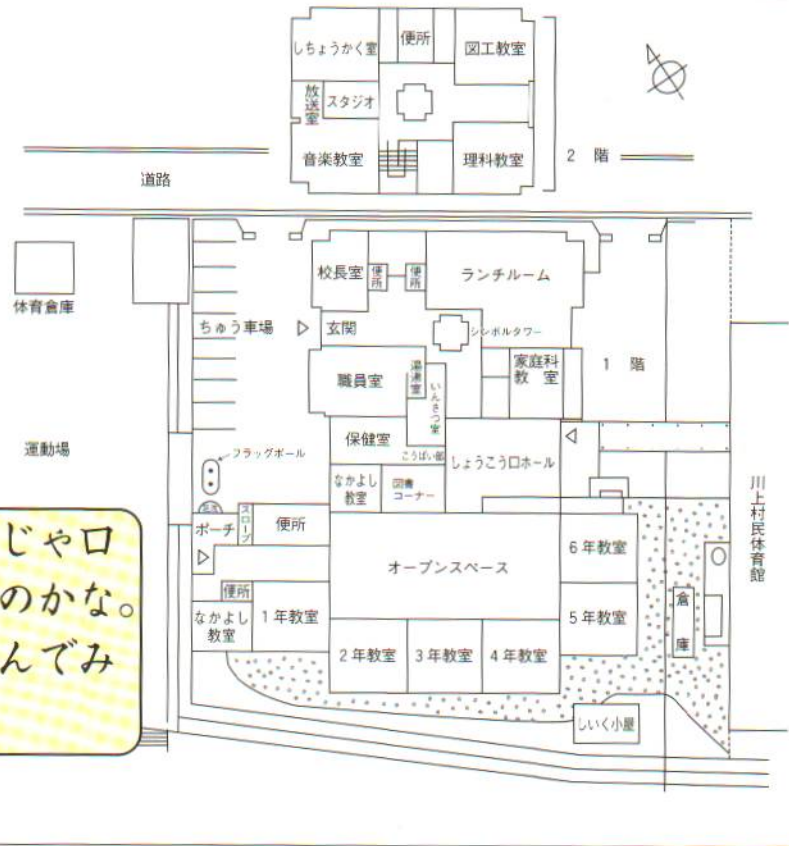 しちょうかく室
便所
図工教室
放送室
スタジオ
音楽教室
理科教室
2 階
道路
体育倉庫
校長室
便所
便所
ランチルーム
ちゅう車場
玄関
シンボルタワー
職員室
湯沸室
いんさつ室
家庭科
教 室
1 階
運動場
フラッグポール
保健室
こうばい部
しょうこう口ホール
なかよし
教室
図書
コーナー
ポーチ
スロープ
便所
オープンスペース
6年教室
川上村民体育館
便所
なかよし
教室
1年教室
5年教室
倉 庫
2年教室
3年教室
4年教室
しいく小屋
じゃ口
のかな。
んでみ